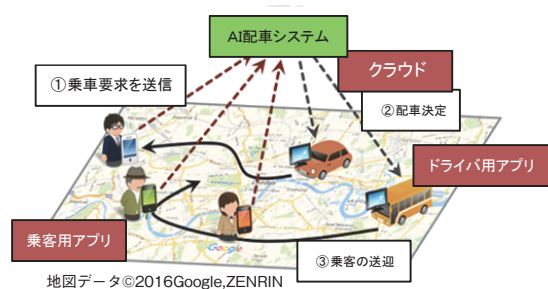 AI配車システム
クラウド
①乗車要求を送信
②配車決定
ドライバ用アプリ
乗客用アプリ
Google
③乗客の送迎
地図データ©2016Google,ZENRIN